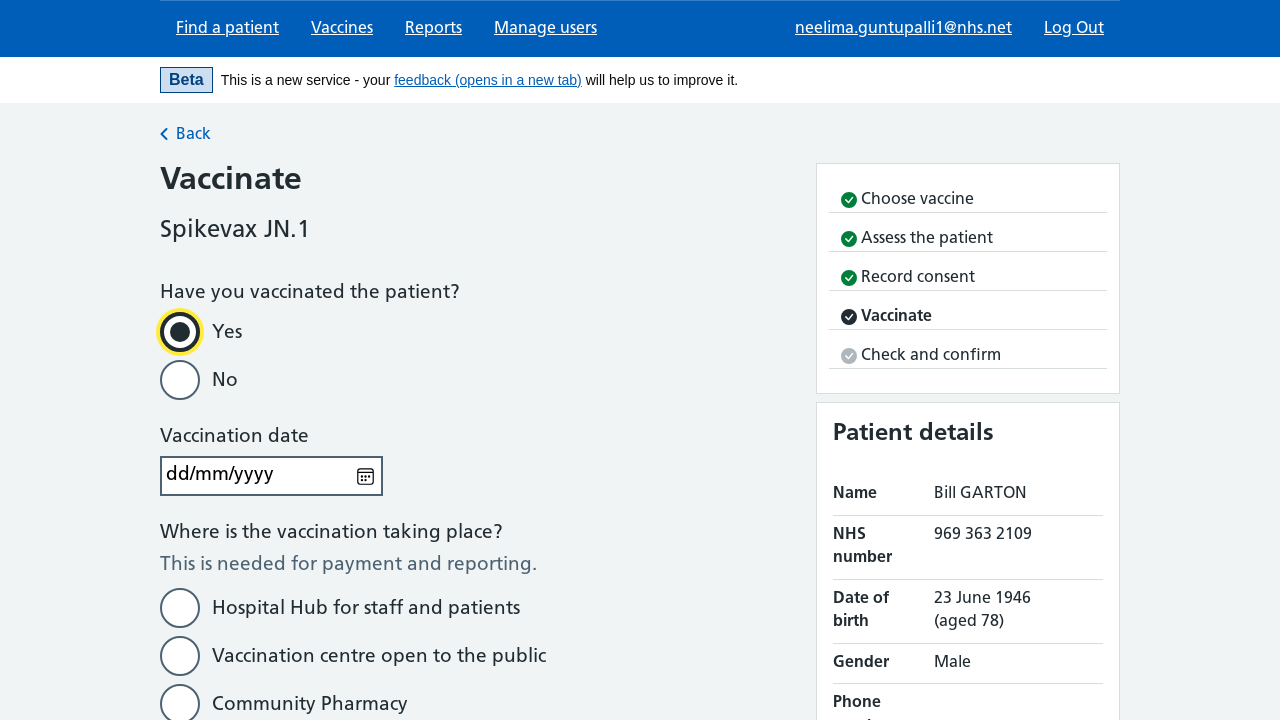 Find a patient
Vaccines
Reports
Manage users
neelima.guntupalli1@nhs.net
Log Out
Beta
This is a new service - your feedback (opens in a new tab) will help us to improve it.
Back
Vaccinate
Spikevax JN.1
Have you vaccinated the patient?
Yes
No
Vaccination date
dd/mm/yyyy
Where is the vaccination taking place?
This is needed for payment and reporting.
Hospital Hub for staff and patients
Vaccination centre open to the public
Community Pharmacy
Choose vaccine
Assess the patient
Record consent
Vaccinate
Check and confirm
Patient details
Name
Bill GARTON
NHS
number
969 363 2109
Date of
birth
23 June 1946
(aged 78)
Gender
Male
Phone